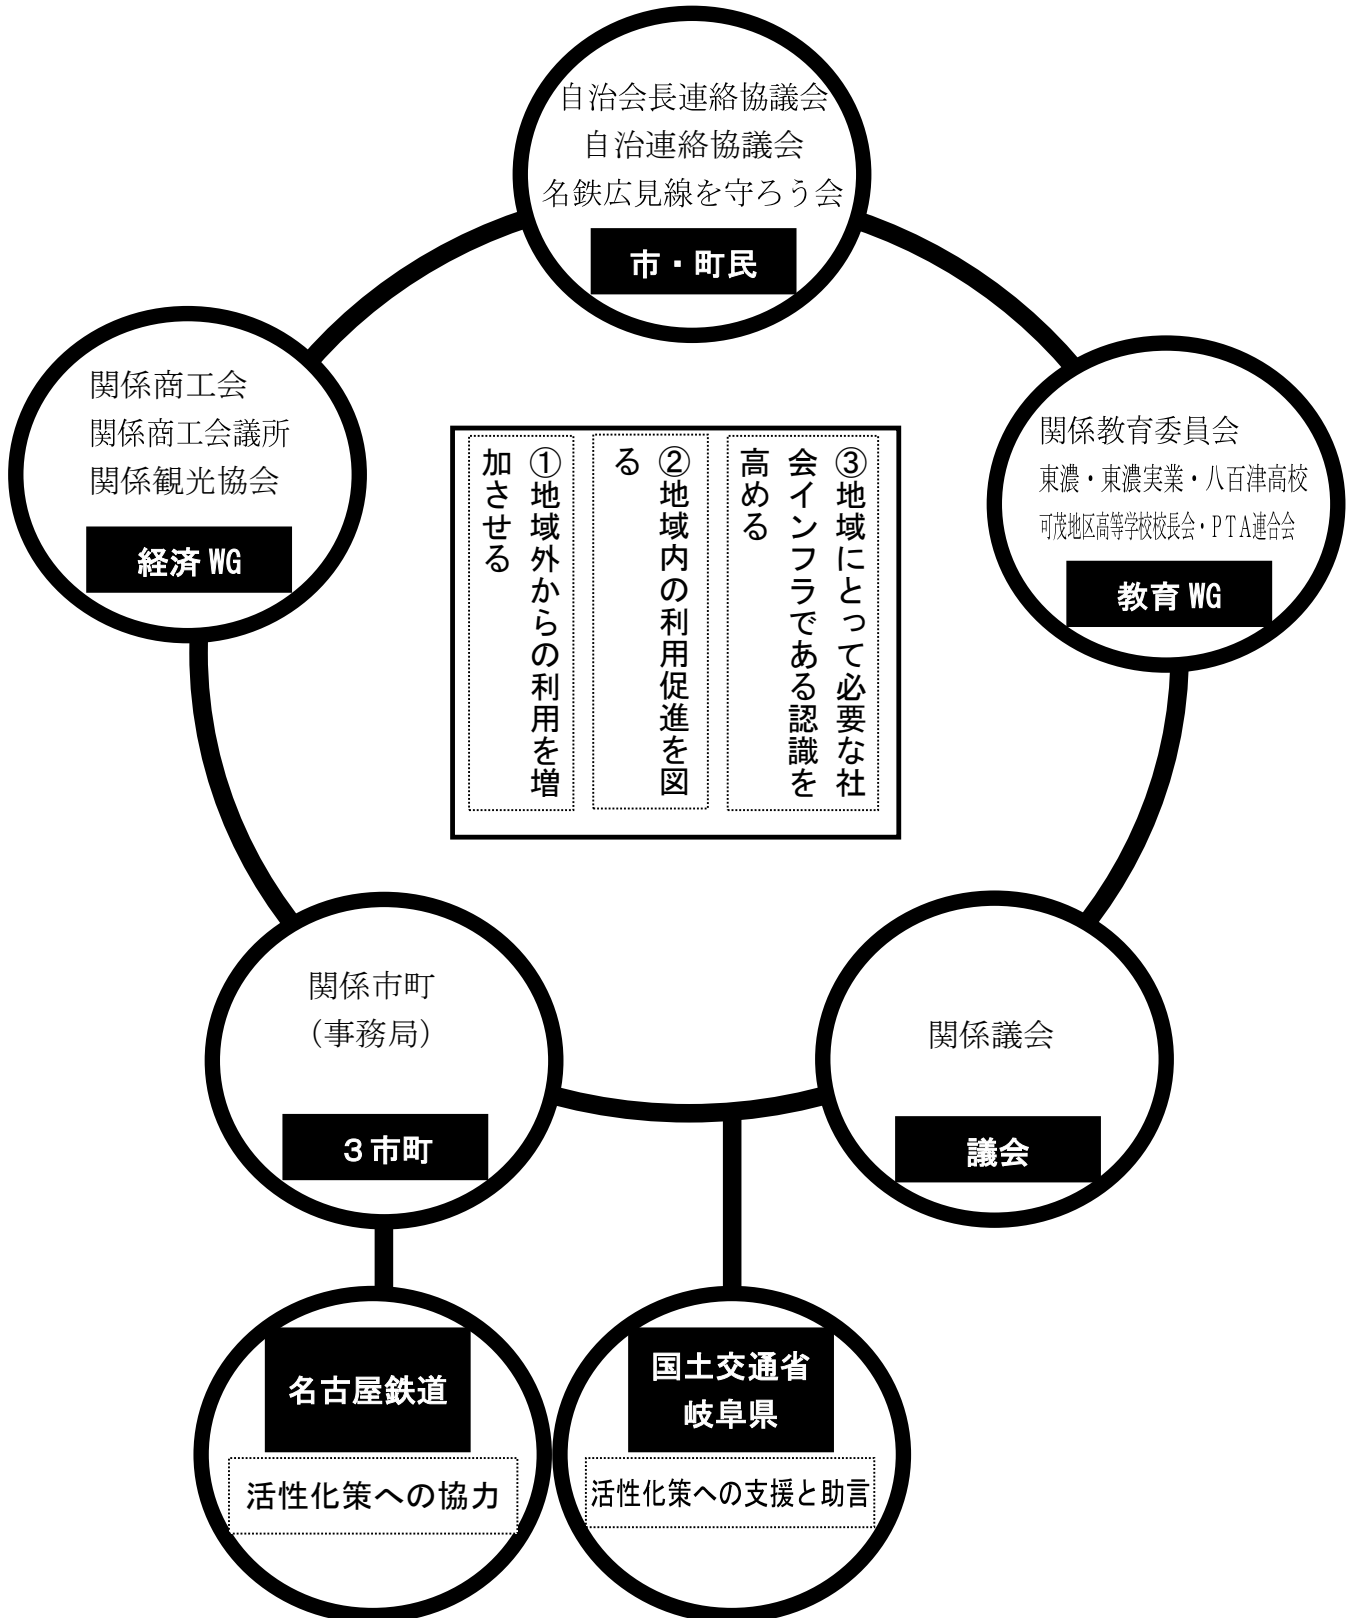 自治会長連絡協議会
自治連絡協議会
名鉄広見線を守ろう会
市・町民
関係商工会
関係商工会議所
関係観光協会
経済 WG
関係教育委員会
東濃・東濃実業・八百津高校
可茂地区高等学校校長会・PTA連合会
教育 WG
③地域にとって必要な社
会インフラである認識を
高める
②地域内の利用促進を図
る
①地域外からの利用を増
加させる
関係市町
（事務局）
３市町
関係議会
議会
名古屋鉄道
活性化策への協力
国土交通省
岐阜県
活性化策への支援と助言